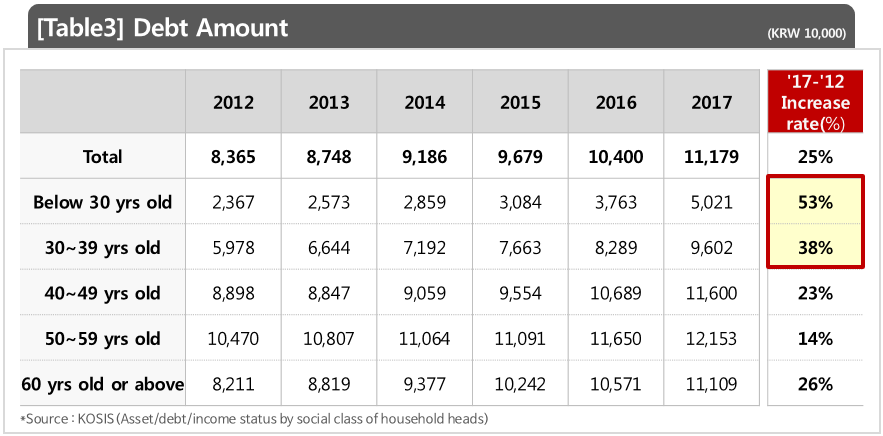 [Table3] Debt Amount
(KRW 10,000)
2012 2013 2014 2015 2016 2017 '17-'12 Increase rate(%)
Total 8,365 8,748 9,186 9,679 10,400 11,179 25%
Below 30 yrs old 2,367 2,573 2,859 3,084 3,763 5,021 53%
30~39 yrs old 5,978 6,644 7,192 7,663 8,289 9,602 38%
40~49 yrs old 8,898 8,847 9,059 9,554 10,689 11,600 23%
50~59 yrs old 10,470 10,807 11,064 11,091 11,650 12,153 14%
60 yrs old or above 8,211 8,819 9,377 10,242 10,571 11,109 26%
*Source : KOSIS(Asset/debt/income status by social class of household heads)